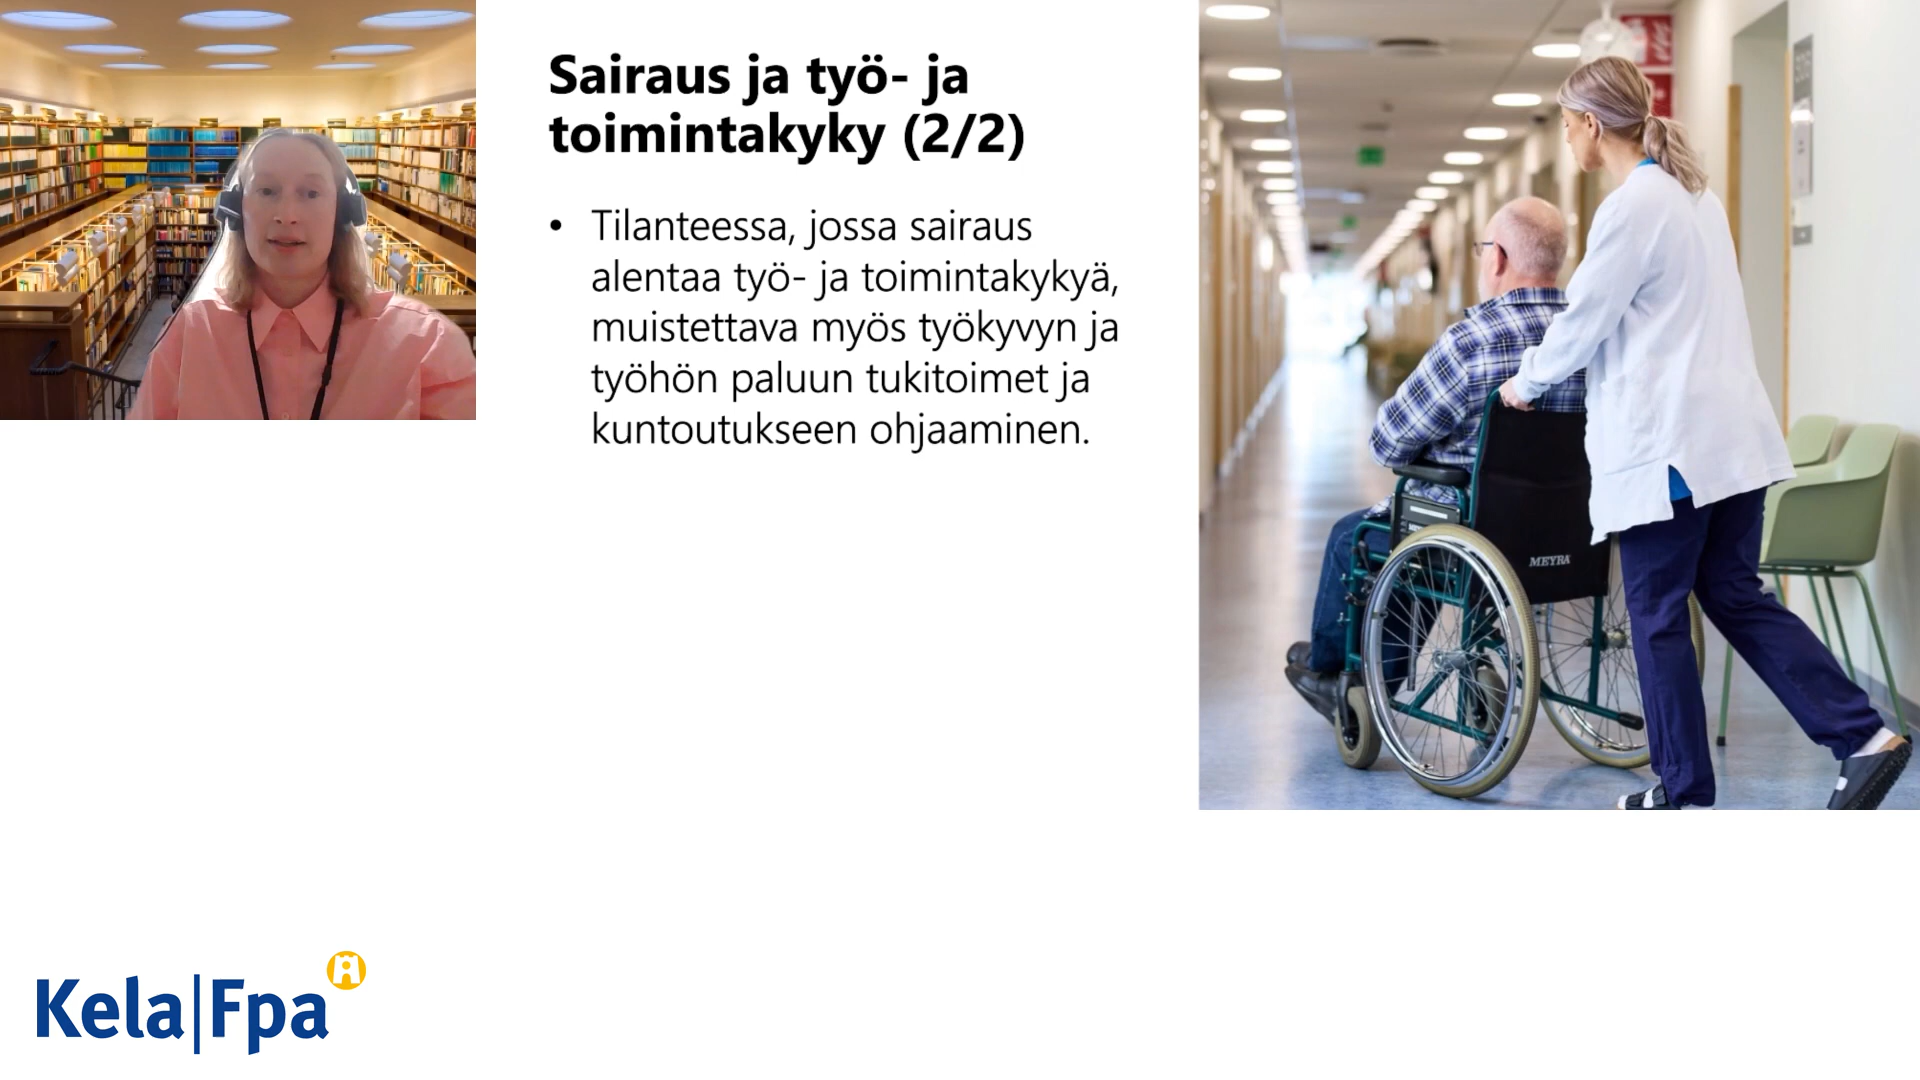 Sairaus ja työ- ja
toimintakyky (2/2)
• Tilanteessa, jossa sairaus
alentaa työ- ja toimintakykyä,
muistettava myös työkyvyn ja
työhön paluun tukitoimet ja
kuntoutukseen ohjaaminen.
MEYRA
Kela|Fpa